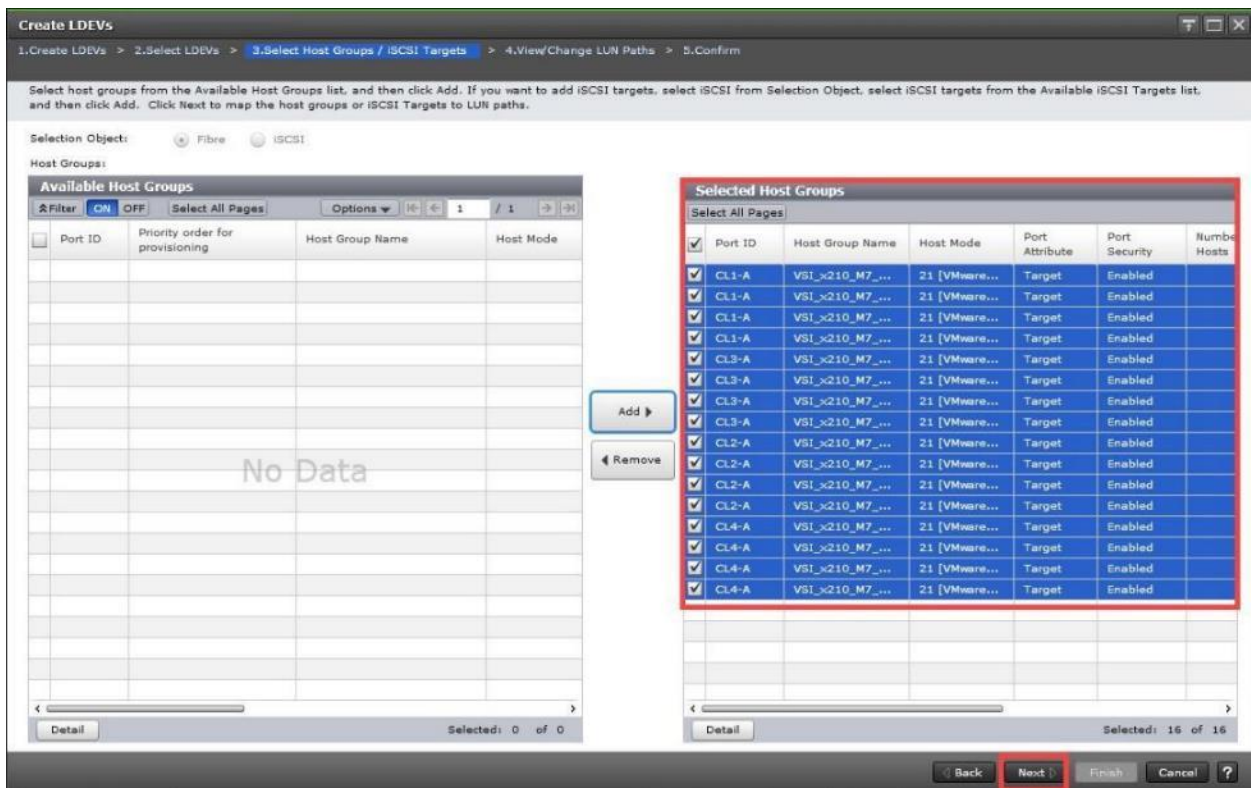 Create LDEVs
1.Create LDEVs > 2.Select LDEVs > 3.Select Host Groups / iSCSI Targets > 4.View/Change LUN Paths > 5.Confirm
Select host groups from the Available Host Groups list, and then click Add. If you want to add iSCSI targets, select iSCSI from Selection Object, select iSCSI targets from the Available iSCSI Targets list,
and then click Add. Click Next to map the host groups or iSCSI Targets to LUN paths.
Selection Object: Fibre iSCSI
Host Groups:
Available Host Groups
Filter ON OFF Select All Pages Options 1 / 1
Port ID Priority order for provisioning Host Group Name Host Mode
No Data
Detail Selected: 0 of 0
Add
Remove
Selected Host Groups
Select All Pages
Port ID Host Group Name Host Mode Port Attribute Port Security Numbe Hosts
CL1-A VSI_x210_M7_... 21 [VMware... Target Enabled
CL1-A VSI_x210_M7_... 21 [VMware... Target Enabled
CL1-A VSI_x210_M7_... 21 [VMware... Target Enabled
CL1-A VSI_x210_M7_... 21 [VMware... Target Enabled
CL3-A VSI_x210_M7_... 21 [VMware... Target Enabled
CL3-A VSI_x210_M7_... 21 [VMware... Target Enabled
CL3-A VSI_x210_M7_... 21 [VMware... Target Enabled
CL3-A VSI_x210_M7_... 21 [VMware... Target Enabled
CL2-A VSI_x210_M7_... 21 [VMware... Target Enabled
CL2-A VSI_x210_M7_... 21 [VMware... Target Enabled
CL2-A VSI_x210_M7_... 21 [VMware... Target Enabled
CL2-A VSI_x210_M7_... 21 [VMware... Target Enabled
CL4-A VSI_x210_M7_... 21 [VMware... Target Enabled
CL4-A VSI_x210_M7_... 21 [VMware... Target Enabled
CL4-A VSI_x210_M7_... 21 [VMware... Target Enabled
CL4-A VSI_x210_M7_... 21 [VMware... Target Enabled
Detail Selected: 16 of 16
Back Next Finish Cancel ?